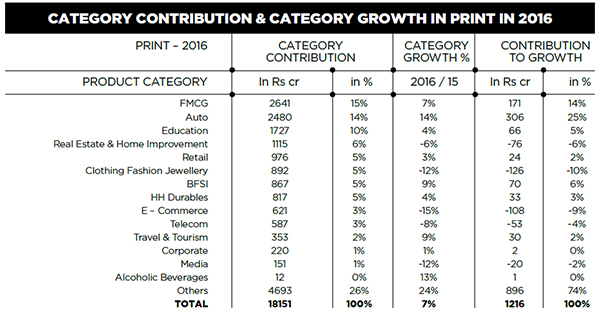 CATEGORY CONTRIBUTION & CATEGORY GROWTH IN PRINT IN 2016
PRINT – 2016 CATEGORY CONTRIBUTION CATEGORY GROWTH % CONTRIBUTION TO GROWTH
PRODUCT CATEGORY In Rs cr in % 2016 / 15 In Rs cr in %
FMCG 2641 15% 7% 171 14%
Auto 2480 14% 14% 306 25%
Education 1727 10% 4% 66 5%
Real Estate & Home Improvement 1115 6% -6% -76 -6%
Retail 976 5% 3% 24 2%
Clothing Fashion Jewellery 892 5% -12% -126 -10%
BFSI 867 5% 9% 70 6%
HH Durables 817 5% 4% 33 3%
E – Commerce 621 3% -15% -108 -9%
Telecom 587 3% -8% -53 -4%
Travel & Tourism 353 2% 9% 30 2%
Corporate 220 1% 1% 2 0%
Media 151 1% -12% -20 -2%
Alcoholic Beverages 12 0% 13% 1 0%
Others 4693 26% 24% 896 74%
TOTAL 18151 100% 7% 1216 100%